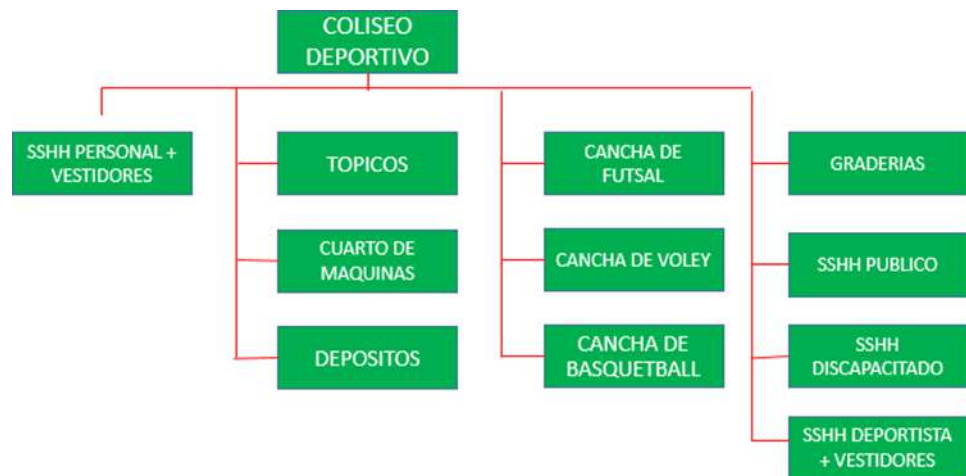 COLISEO
DEPORTIVO
SSHH PERSONAL +
VESTIDORES
TOPICOS
CUARTO DE
MAQUINAS
DEPOSITOS
CANCHA DE
FUTSAL
CANCHA DE VOLEY
CANCHA DE
BASQUETBALL
GRADERIAS
SSHH PUBLICO
SSHH
DISCAPACITADO
SSHH DEPORTISTA
+ VESTIDORES